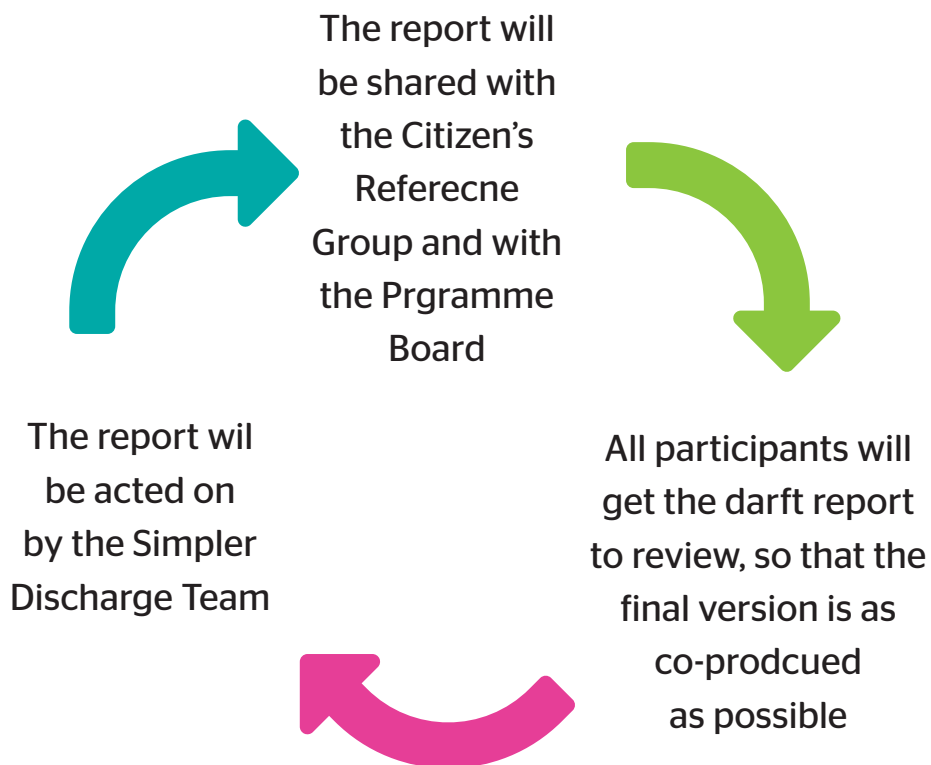 The report will
be shared with
the Citizen’s
Referecne
Group and with
the Prgramme
Board
All participants will
get the darft report
to review, so that the
final version is as
co-prodcued
as possible
The report wil
be acted on
by the Simpler
Discharge Team